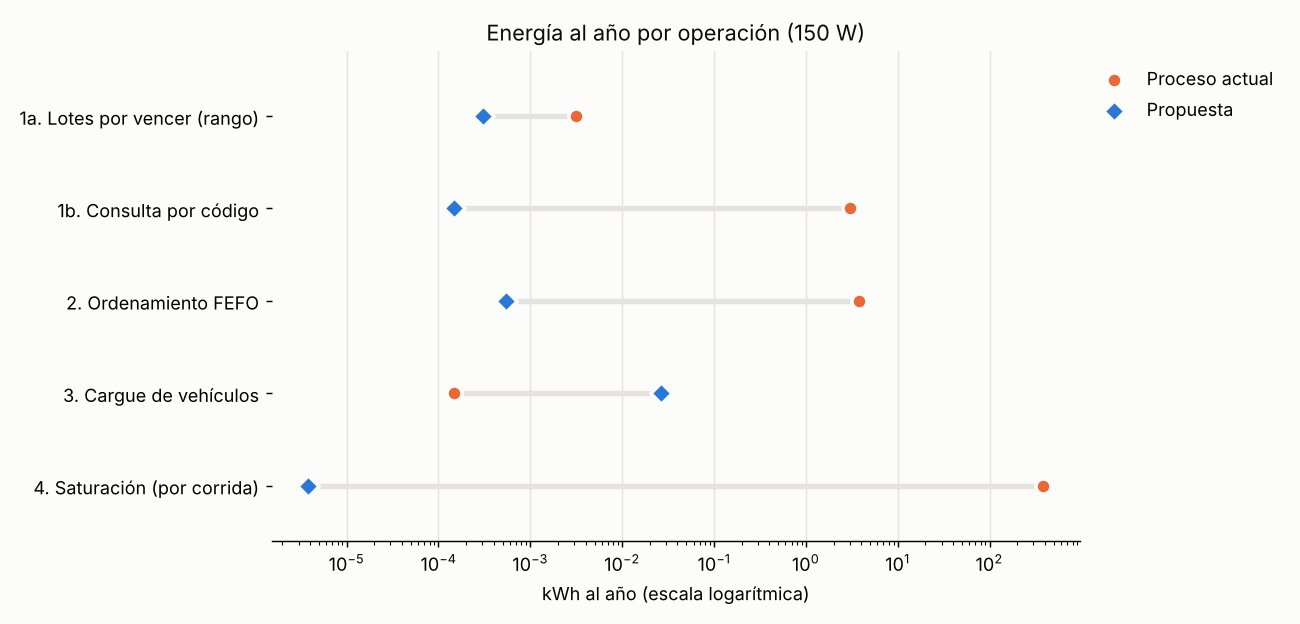 Energía al año por operación (150 W)
Proceso actual
Propuesta
1a. Lotes por vencer (rango)
1b. Consulta por código
2. Ordenamiento FEFO
3. Cargue de vehículos
4. Saturación (por corrida)
10⁻⁵ 10⁻⁴ 10⁻³ 10⁻² 10⁻¹ 10⁰ 10¹ 10²
kWh al año (escala logarítmica)